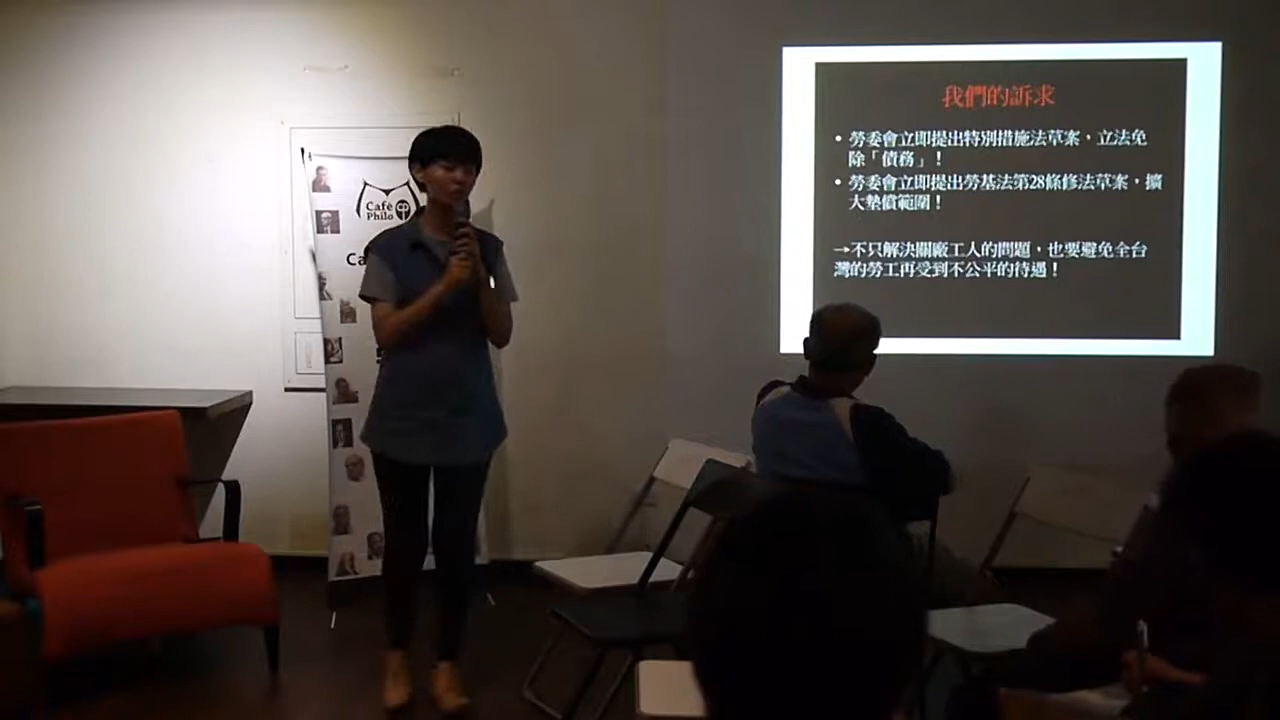 Café
Philo
Ca
我們的訴求
• 勞委會立即提出特別措施法草案，立法免
除「債務」！
• 勞委會立即提出勞基法第28條修法草案，擴
大墊償範圍！
→不只解決關廠工人的問題，也要避免全台
灣的勞工再受到不公平的待遇！